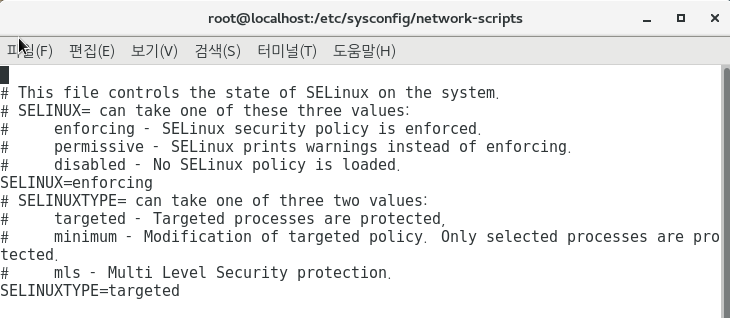 root@localhost:/etc/sysconfig/network-scripts
파일(F) 편집(E) 보기(V) 검색(S) 터미널(T) 도움말(H)
# This file controls the state of SELinux on the system.
# SELINUX= can take one of these three values:
#     enforcing - SELinux security policy is enforced.
#     permissive - SELinux prints warnings instead of enforcing.
#     disabled - No SELinux policy is loaded.
SELINUX=enforcing
# SELINUXTYPE= can take one of three two values:
#     targeted - Targeted processes are protected,
#     minimum - Modification of targeted policy. Only selected processes are pro
tected.
#     mls - Multi Level Security protection.
SELINUXTYPE=targeted